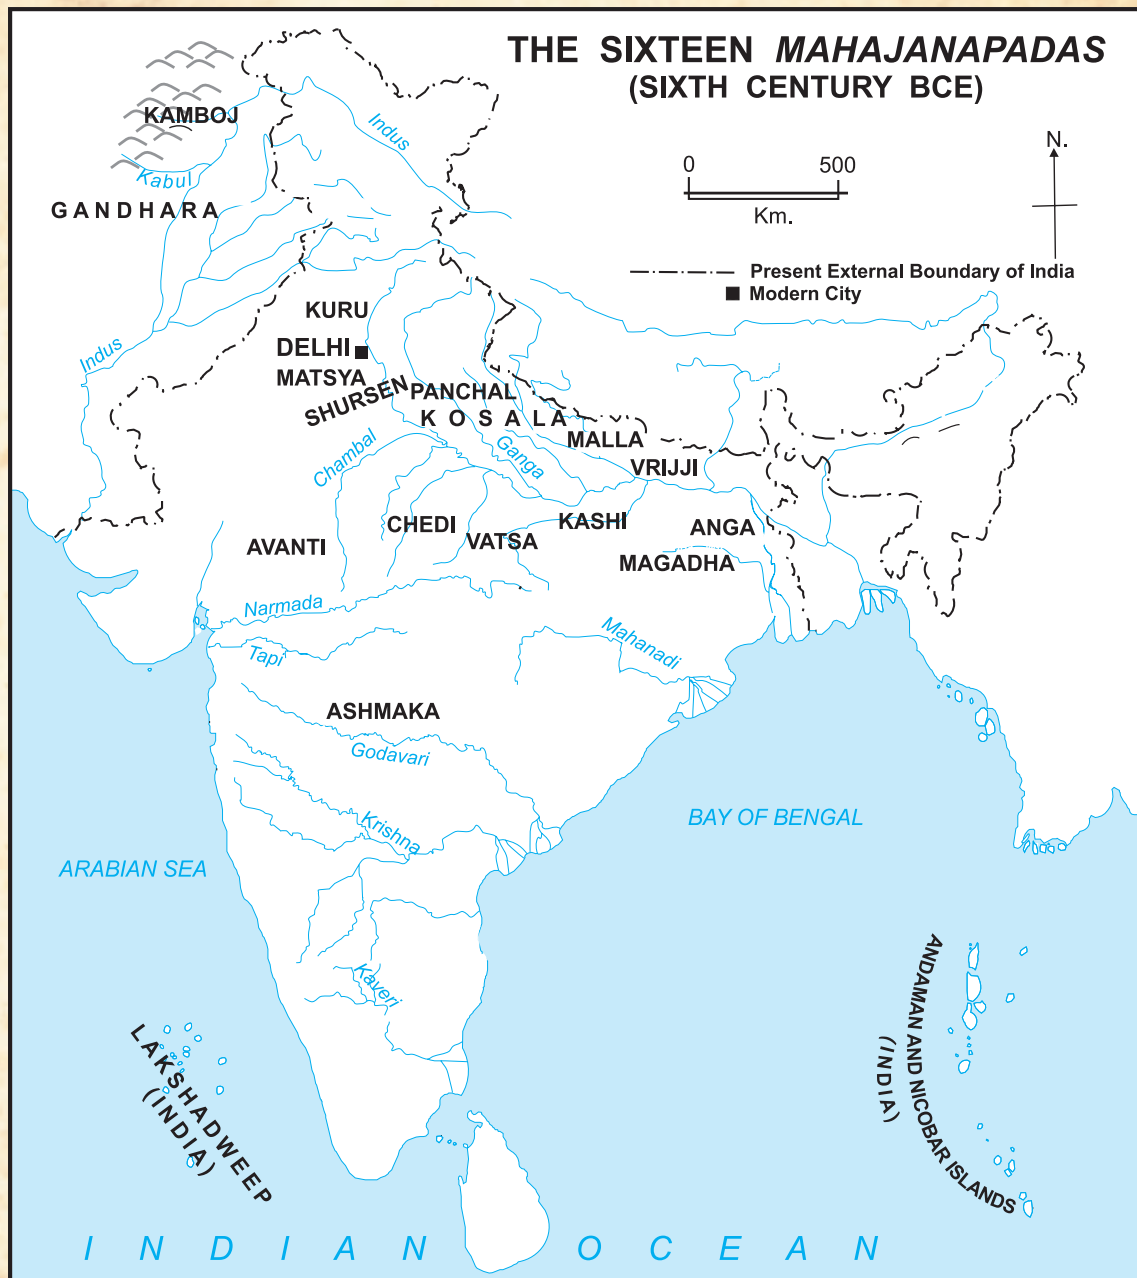 THE SIXTEEN MAHAJANAPADAS
(SIXTH CENTURY BCE)
N.
0 500
Km.
Present External Boundary of India
Modern City
KAMBOJ
Indus
Kabul
GANDHARA
KURU
Indus
DELHI
MATSYA
SHURSEN
PANCHAL
KOSALA
MALLA
Chambal
Ganga
VRIJJI
CHEDI
KASHI
ANGA
AVANTI
VATSA
MAGADHA
Narmada
Mahanadi
Tapi
ASHMAKA
Godavari
Krishna
BAY OF BENGAL
ARABIAN SEA
Kaveri
ANDAMAN AND NICOBAR ISLANDS
(INDIA)
LAKSHADWEEP
(INDIA)
INDIAN OCEAN